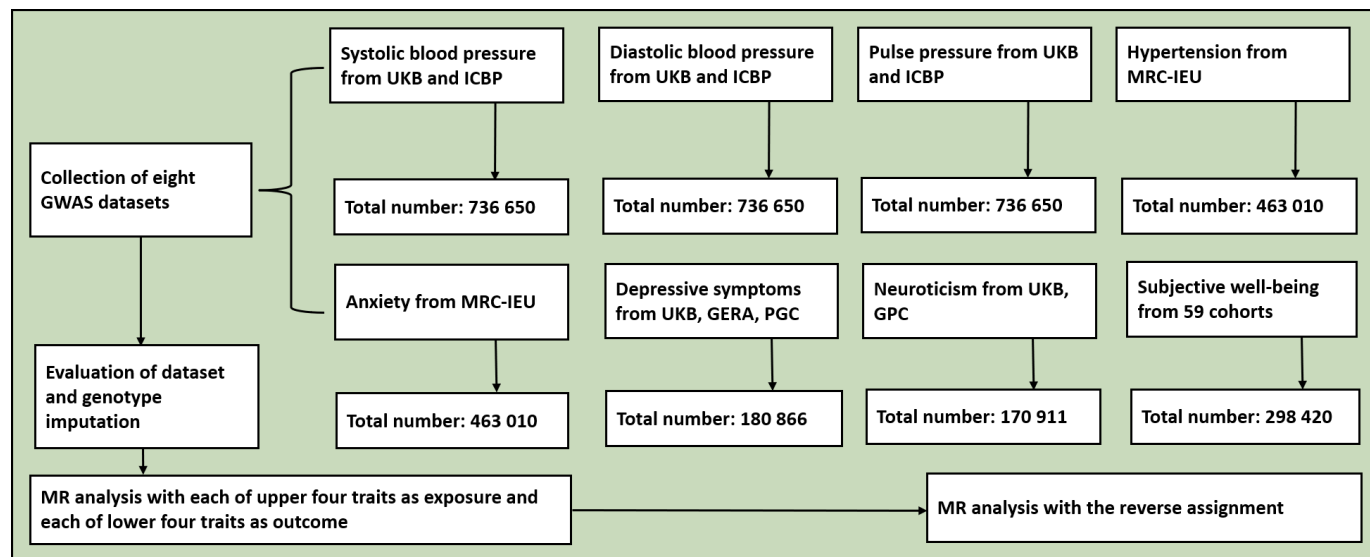 Systolic blood pressure
from UKB and ICBP
Diastolic blood pressure
from UKB and ICBP
Pulse pressure from UKB
and ICBP
Hypertension from
MRC-IEU
Collection of eight
GWAS datasets
Total number: 736 650
Total number: 736 650
Total number: 736 650
Total number: 463 010
Anxiety from MRC-IEU
Depressive symptoms
from UKB, GERA, PGC
Neuroticism from UKB,
GPC
Subjective well-being
from 59 cohorts
Evaluation of dataset
and genotype
imputation
Total number: 463 010
Total number: 180 866
Total number: 170 911
Total number: 298 420
MR analysis with each of upper four traits as exposure and
each of lower four traits as outcome
MR analysis with the reverse assignment